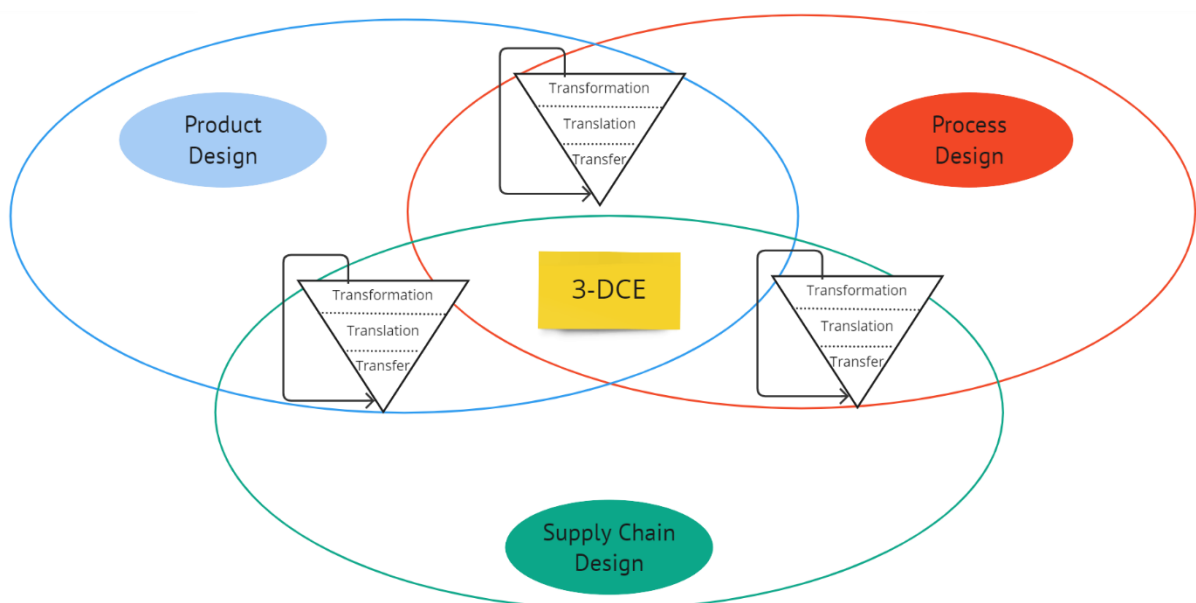 Transformation
Translation
Transfer
Product
Design
Process
Design
3-DCE
Transformation
Translation
Transfer
Transformation
Translation
Transfer
Supply Chain
Design